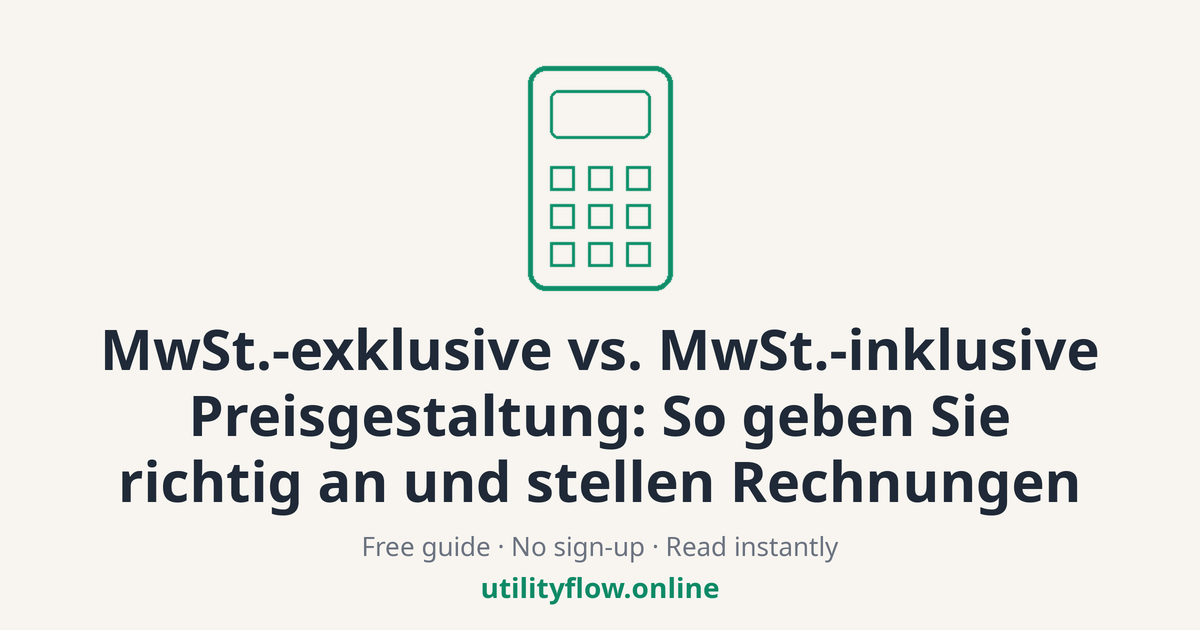 MwSt.-exklusive vs. MwSt.-inklusive
Preisgestaltung: So geben Sie
richtig an und stellen Rechnungen
Free guide · No sign-up · Read instantly
utilityflow.online